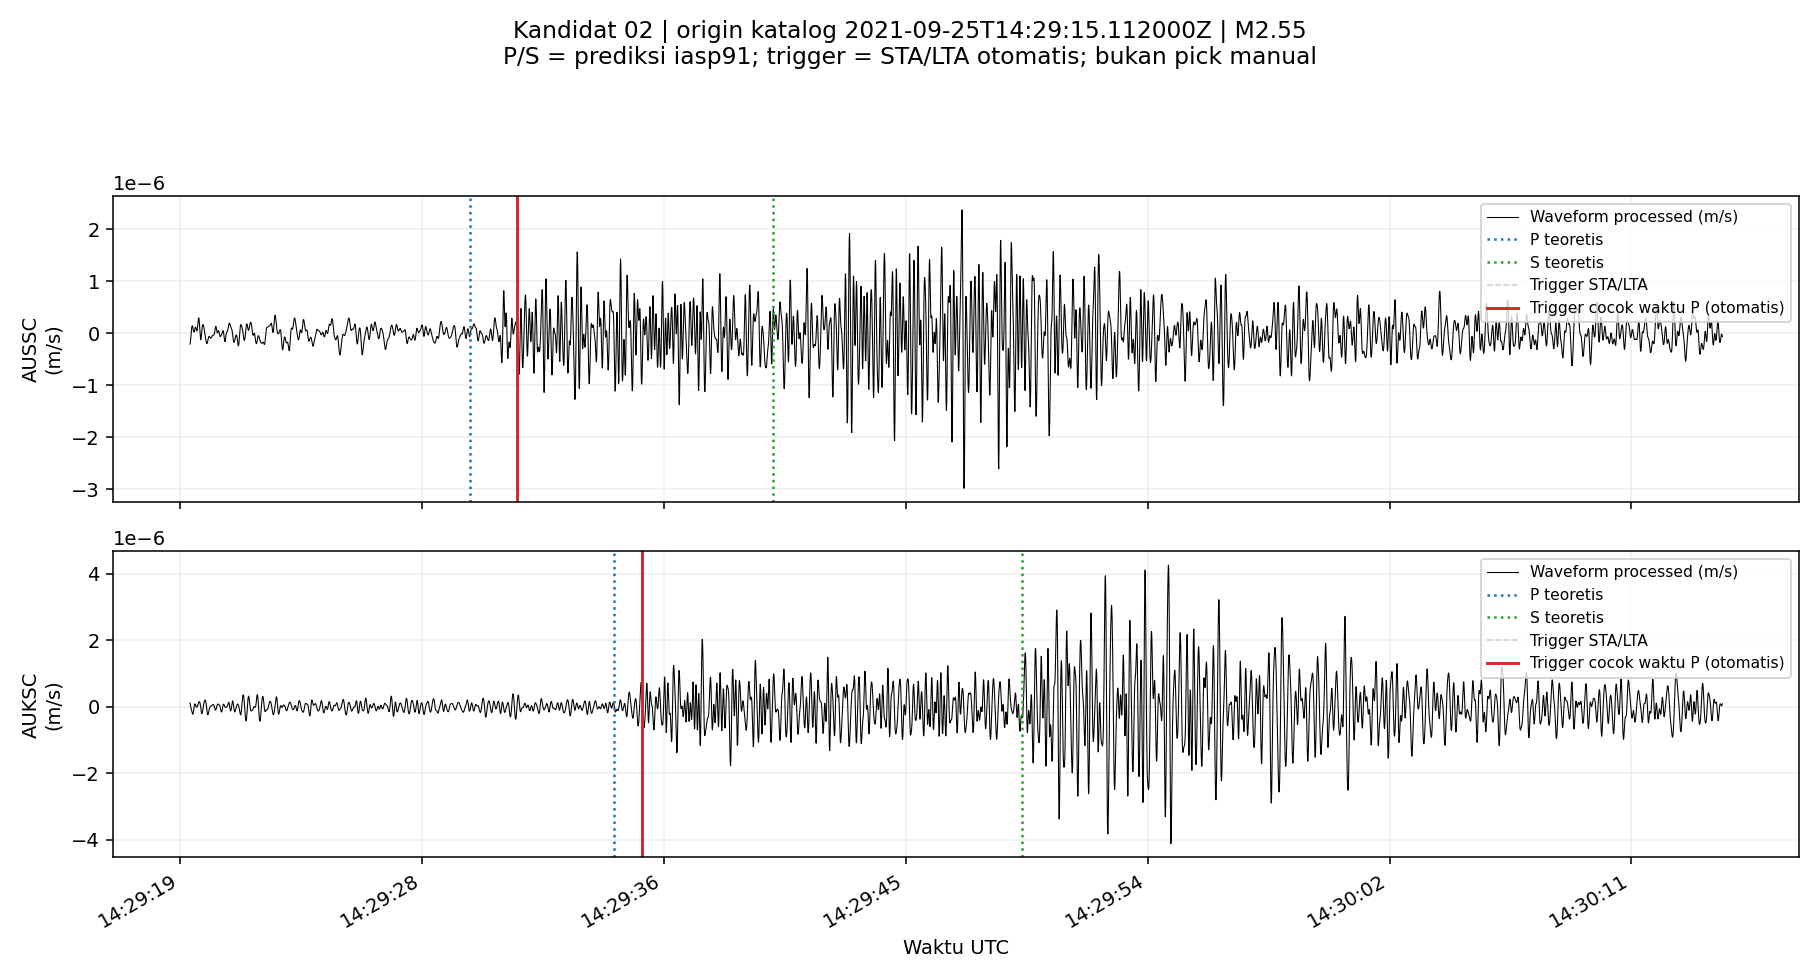 Kandidat 02 | origin katalog 2021-09-25T14:29:15.112000Z | M2.55
P/S = prediksi iasp91; trigger = STA/LTA otomatis; bukan pick manual
1e−6
2
1
0
−1
−2
−3
AUSSC
(m/s)
Waveform processed (m/s)
P teoretis
S teoretis
Trigger STA/LTA
Trigger cocok waktu P (otomatis)
1e−6
4
2
0
−2
−4
AUKSC
(m/s)
Waveform processed (m/s)
P teoretis
S teoretis
Trigger STA/LTA
Trigger cocok waktu P (otomatis)
14:29:19
14:29:28
14:29:36
14:29:45
14:29:54
14:30:02
14:30:11
Waktu UTC